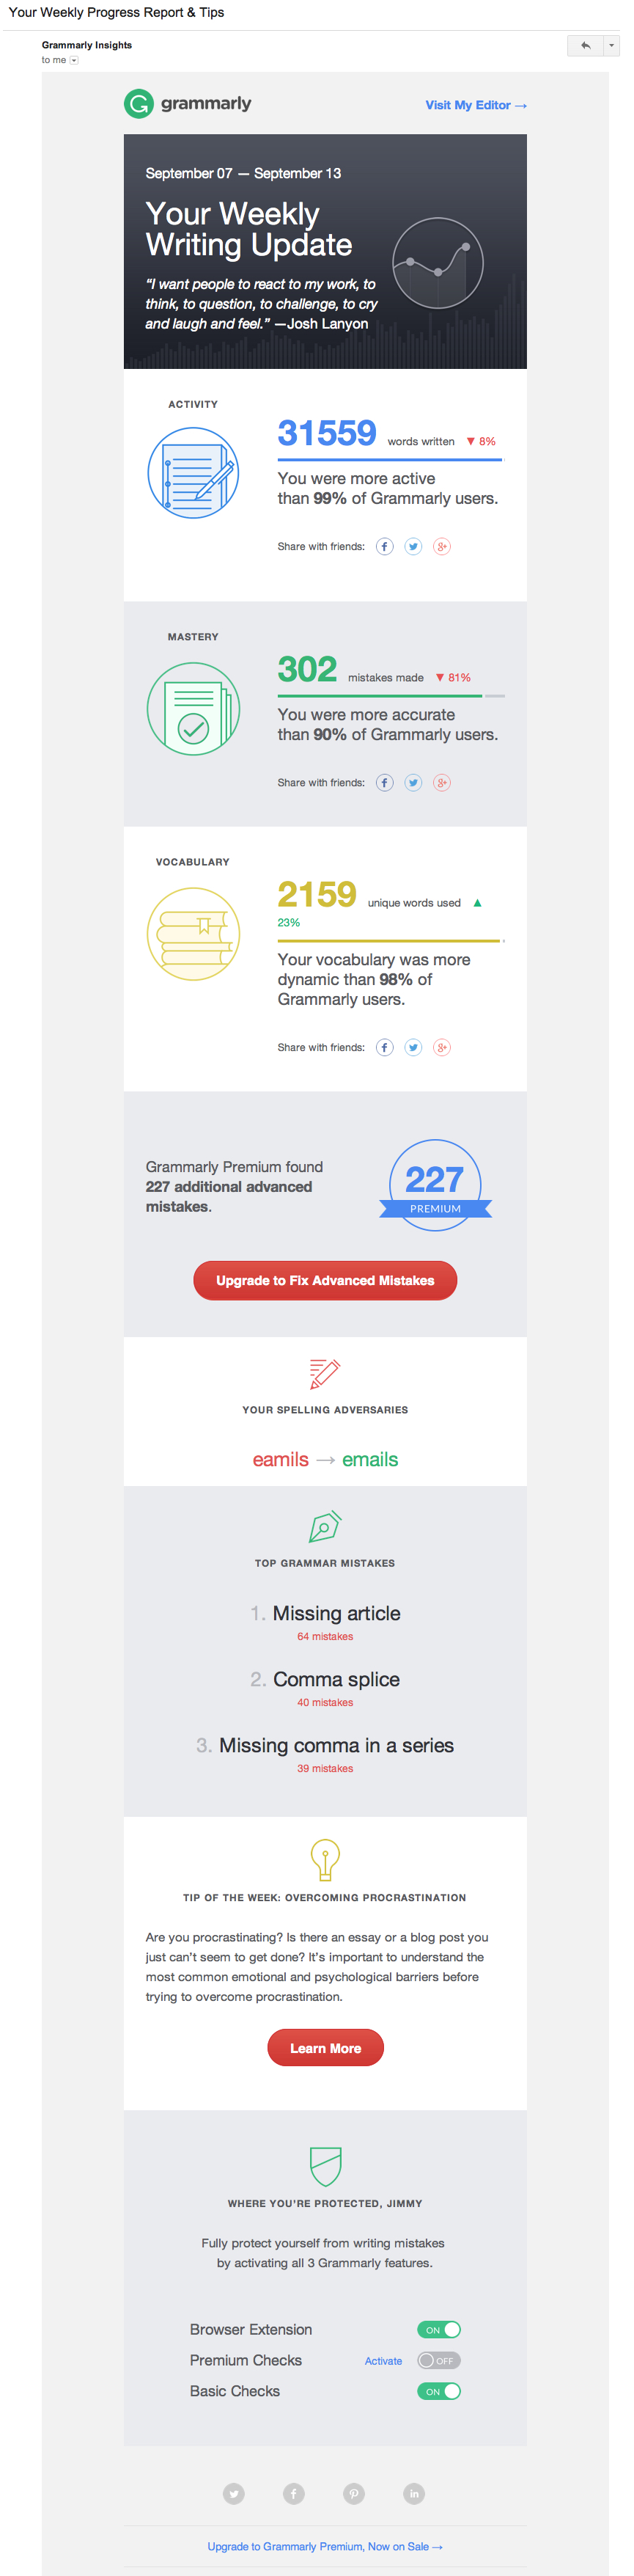 Your Weekly Progress Report & Tips
Grammarly Insights
to me
grammarly
Visit My Editor →
September 07 — September 13
Your Weekly
Writing Update
“I want people to react to my work, to
think, to question, to challenge, to cry
and laugh and feel.” —Josh Lanyon
ACTIVITY
31559 words written ▼ 8%
You were more active
than 99% of Grammarly users.
Share with friends:
MASTERY
302 mistakes made ▼ 81%
You were more accurate
than 90% of Grammarly users.
Share with friends:
VOCABULARY
2159 unique words used ▲
23%
Your vocabulary was more
dynamic than 98% of
Grammarly users.
Share with friends:
Grammarly Premium found
227 additional advanced
mistakes.
227
PREMIUM
Upgrade to Fix Advanced Mistakes
YOUR SPELLING ADVERSARIES
eamils → emails
TOP GRAMMAR MISTAKES
1. Missing article
64 mistakes
2. Comma splice
40 mistakes
3. Missing comma in a series
39 mistakes
TIP OF THE WEEK: OVERCOMING PROCRASTINATION
Are you procrastinating? Is there an essay or a blog post you
just can’t seem to get done? It’s important to understand the
most common emotional and psychological barriers before
trying to overcome procrastination.
Learn More
WHERE YOU’RE PROTECTED, JIMMY
Fully protect yourself from writing mistakes
by activating all 3 Grammarly features.
Browser Extension ON
Premium Checks Activate OFF
Basic Checks ON
Upgrade to Grammarly Premium, Now on Sale →